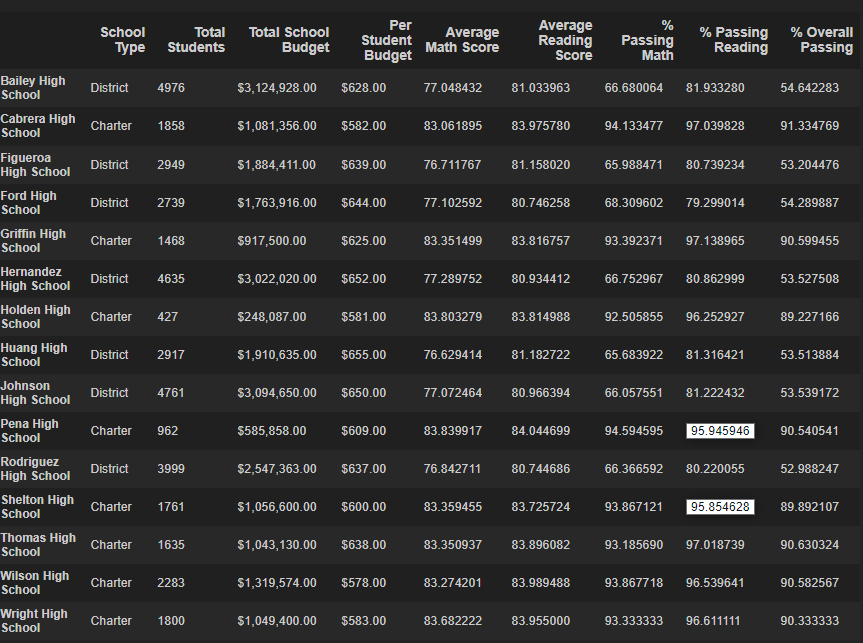 School Type Total Students Total School Budget Per Student Budget Average Math Score Average Reading Score % Passing Math % Passing Reading % Overall Passing
Bailey High School District 4976 $3,124,928.00 $628.00 77.048432 81.033963 66.680064 81.933280 54.642283
Cabrera High School Charter 1858 $1,081,356.00 $582.00 83.061895 83.975780 94.133477 97.039828 91.334769
Figueroa High School District 2949 $1,884,411.00 $639.00 76.711767 81.158020 65.988471 80.739234 53.204476
Ford High School District 2739 $1,763,916.00 $644.00 77.102592 80.746258 68.309602 79.299014 54.289887
Griffin High School Charter 1468 $917,500.00 $625.00 83.351499 83.816757 93.392371 97.138965 90.599455
Hernandez High School District 4635 $3,022,020.00 $652.00 77.289752 80.934412 66.752967 80.862999 53.527508
Holden High School Charter 427 $248,087.00 $581.00 83.803279 83.814988 92.505855 96.252927 89.227166
Huang High School District 2917 $1,910,635.00 $655.00 76.629414 81.182722 65.683922 81.316421 53.513884
Johnson High School District 4761 $3,094,650.00 $650.00 77.072464 80.966394 66.057551 81.222432 53.539172
Pena High School Charter 962 $585,858.00 $609.00 83.839917 84.044699 94.594595 95.945946 90.540541
Rodriguez High School District 3999 $2,547,363.00 $637.00 76.842711 80.744686 66.366592 80.220055 52.988247
Shelton High School Charter 1761 $1,056,600.00 $600.00 83.359455 83.725724 93.867121 95.854628 89.892107
Thomas High School Charter 1635 $1,043,130.00 $638.00 83.350937 83.896082 93.185690 97.018739 90.630324
Wilson High School Charter 2283 $1,319,574.00 $578.00 83.274201 83.989488 93.867718 96.539641 90.582567
Wright High School Charter 1800 $1,049,400.00 $583.00 83.682222 83.955000 93.333333 96.611111 90.333333